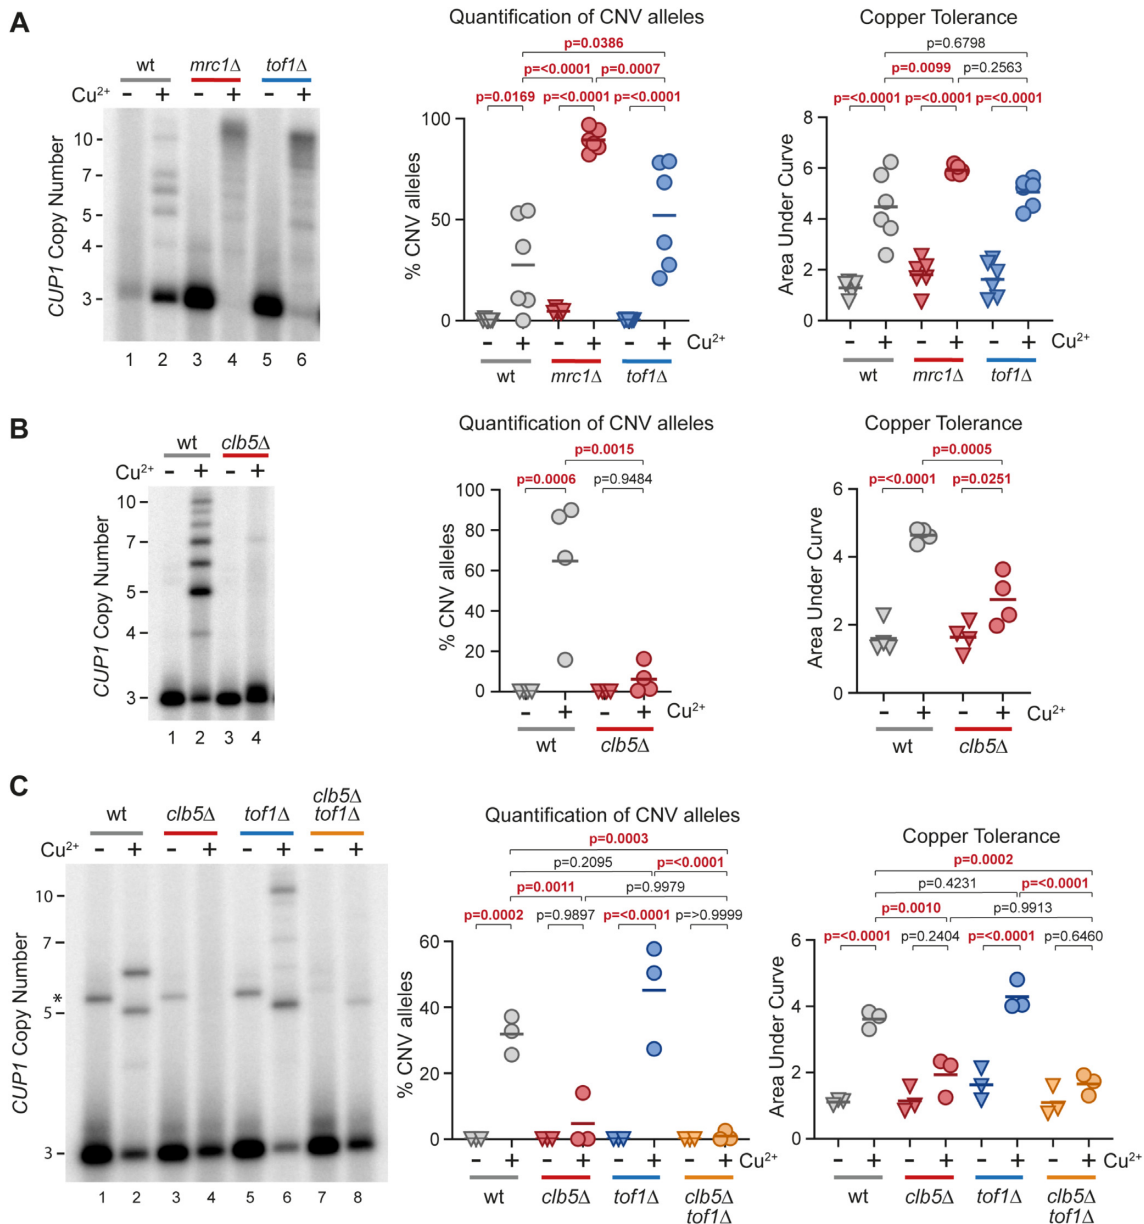 A
wt mrc1Δ tof1Δ
Cu²⁺ - + - + - +
CUP1 Copy Number
10
7
5
4
3
1 2 3 4 5 6
Quantification of CNV alleles
p=0.0386
p=<0.0001 p=0.0007
p=0.0169 p=<0.0001 p=<0.0001
% CNV alleles
100
50
0
- + - + - + Cu²⁺
wt mrc1Δ tof1Δ
Copper Tolerance
p=0.6798
p=0.0099 p=0.2563
p=<0.0001 p=<0.0001 p=<0.0001
Area Under Curve
8
6
4
2
0
- + - + - + Cu²⁺
wt mrc1Δ tof1Δ
B
wt clb5Δ
Cu²⁺ - + - +
CUP1 Copy Number
10
7
5
4
3
1 2 3 4
Quantification of CNV alleles
p=0.0015
p=0.0006 p=0.9484
% CNV alleles
100
80
60
40
20
0
- + - + Cu²⁺
wt clb5Δ
Copper Tolerance
p=0.0005
p=<0.0001 p=0.0251
Area Under Curve
6
4
2
0
- + - + Cu²⁺
wt clb5Δ
C
wt clb5Δ tof1Δ clb5Δ
tof1Δ
Cu²⁺ - + - + - + - +
CUP1 Copy Number
10
7
*
5
3
1 2 3 4 5 6 7 8
Quantification of CNV alleles
p=0.0003
p=0.2095 p=<0.0001
p=0.0011 p=0.9979
p=0.0002 p=0.9897 p=<0.0001 p=>0.9999
% CNV alleles
60
40
20
0
- + - + - + - + Cu²⁺
wt clb5Δ tof1Δ clb5Δ
tof1Δ
Copper Tolerance
p=0.0002
p=0.4231 p=<0.0001
p=0.0010 p=0.9913
p=<0.0001 p=0.2404 p=<0.0001 p=0.6460
Area Under Curve
6
4
2
0
- + - + - + - + Cu²⁺
wt clb5Δ tof1Δ clb5Δ
tof1Δ